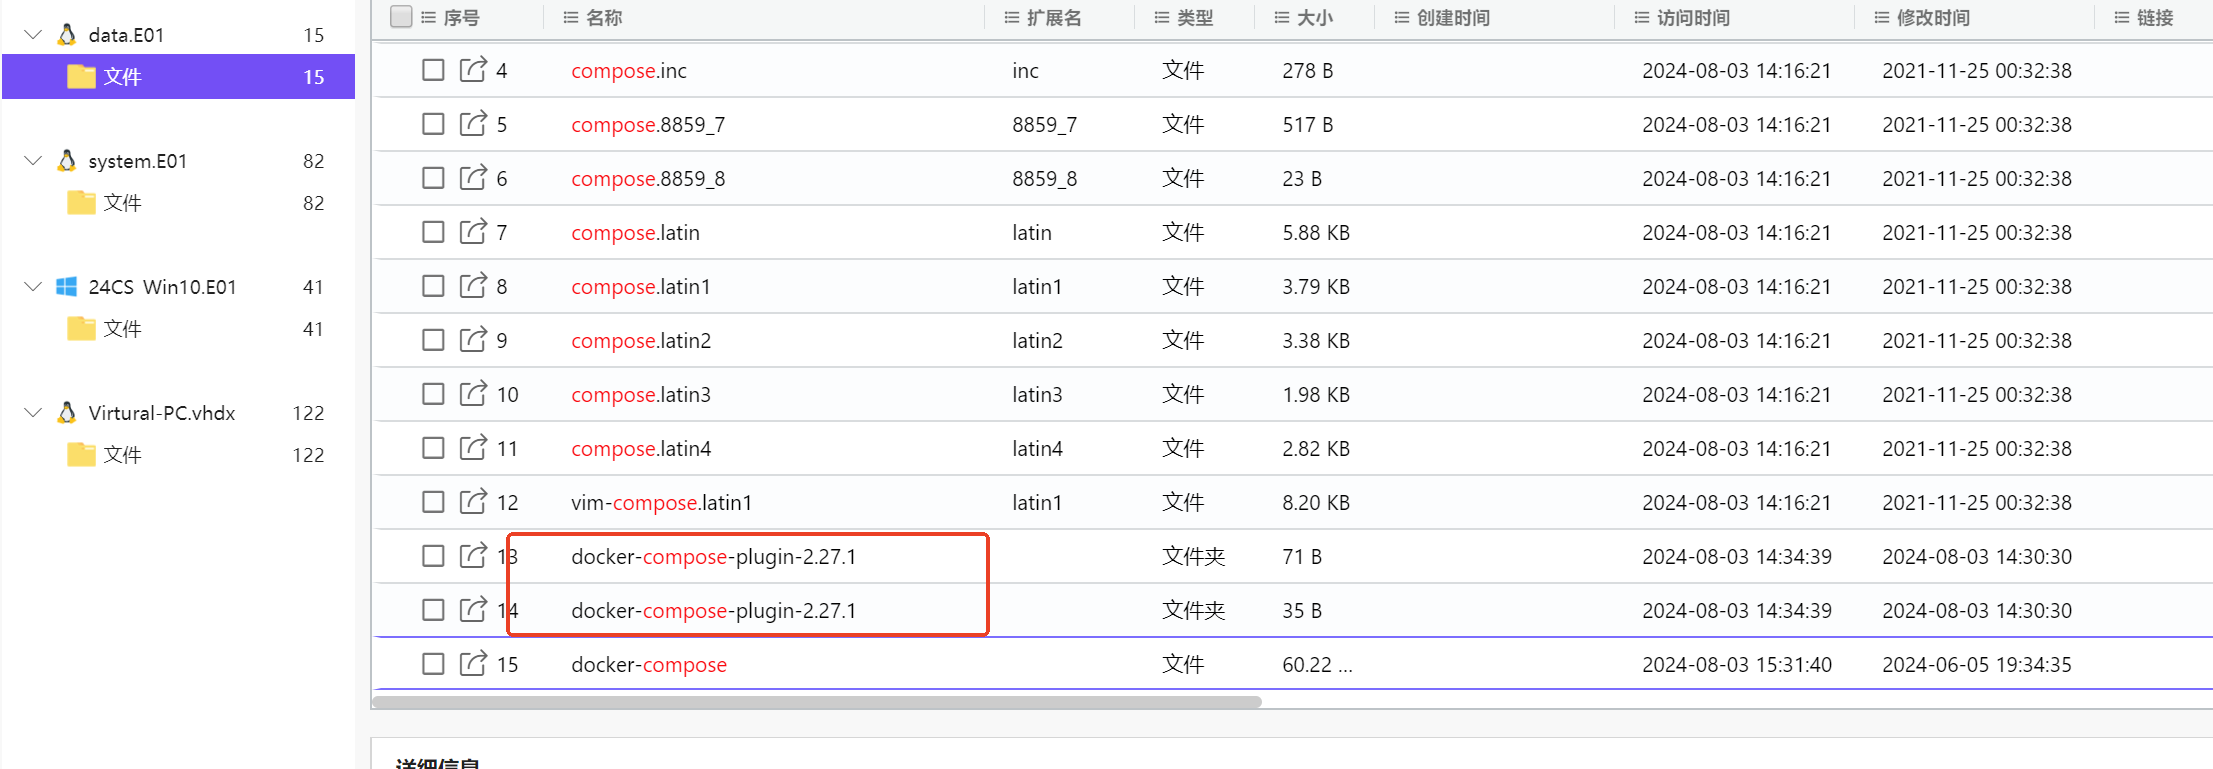 data.E01 15
文件 15
system.E01 82
文件 82
24CS Win10.E01 41
文件 41
Virtural-PC.vhdx 122
文件 122
序号 名称 扩展名 类型 大小 创建时间 访问时间 修改时间 链接
4 compose.inc inc 文件 278 B 2024-08-03 14:16:21 2021-11-25 00:32:38
5 compose.8859_7 8859_7 文件 517 B 2024-08-03 14:16:21 2021-11-25 00:32:38
6 compose.8859_8 8859_8 文件 23 B 2024-08-03 14:16:21 2021-11-25 00:32:38
7 compose.latin latin 文件 5.88 KB 2024-08-03 14:16:21 2021-11-25 00:32:38
8 compose.latin1 latin1 文件 3.79 KB 2024-08-03 14:16:21 2021-11-25 00:32:38
9 compose.latin2 latin2 文件 3.38 KB 2024-08-03 14:16:21 2021-11-25 00:32:38
10 compose.latin3 latin3 文件 1.98 KB 2024-08-03 14:16:21 2021-11-25 00:32:38
11 compose.latin4 latin4 文件 2.82 KB 2024-08-03 14:16:21 2021-11-25 00:32:38
12 vim-compose.latin1 latin1 文件 8.20 KB 2024-08-03 14:16:21 2021-11-25 00:32:38
13 docker-compose-plugin-2.27.1 文件夹 71 B 2024-08-03 14:34:39 2024-08-03 14:30:30
14 docker-compose-plugin-2.27.1 文件夹 35 B 2024-08-03 14:34:39 2024-08-03 14:30:30
15 docker-compose 文件 60.22 ... 2024-08-03 15:31:40 2024-06-05 19:34:35
详细信息